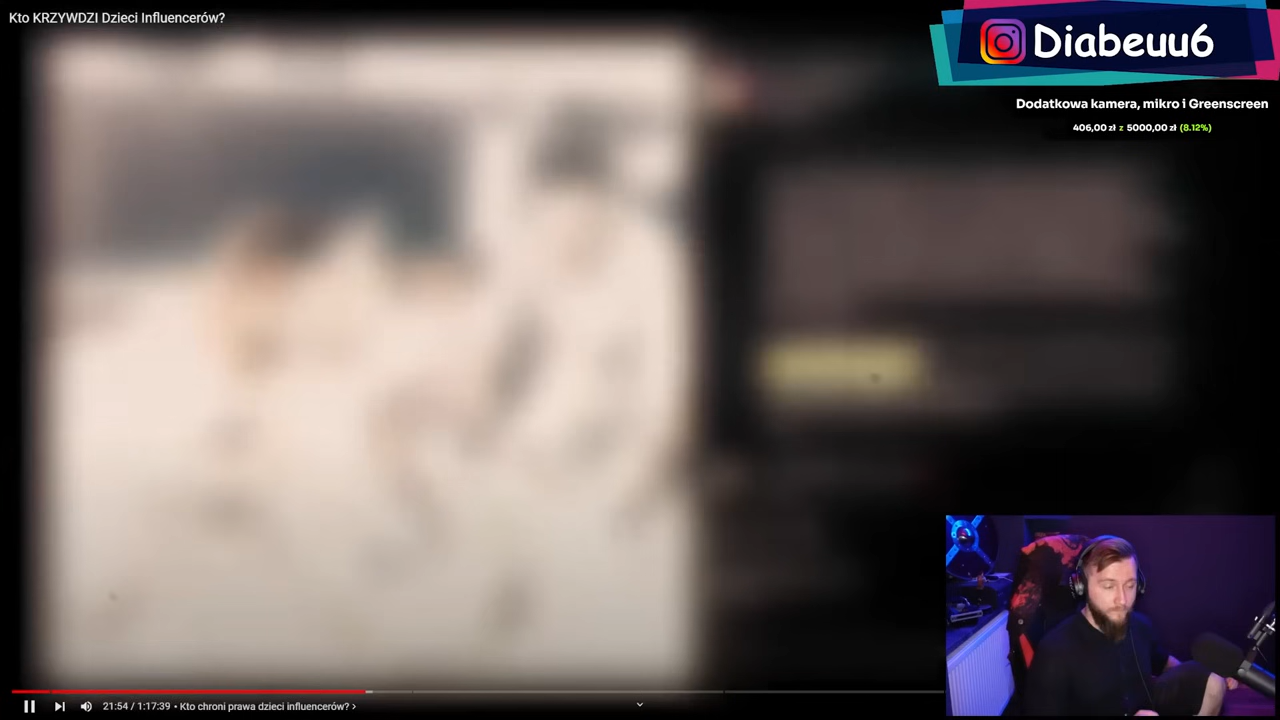 Kto KRZYWDZI Dzieci Influencerów?
Diabeuu6
Dodatkowa kamera, mikro i Greenscreen
406,00 zł z 5000,00 zł (8.12%)
21:54 / 1:17:39 • Kto chroni prawa dzieci influencerów? ›